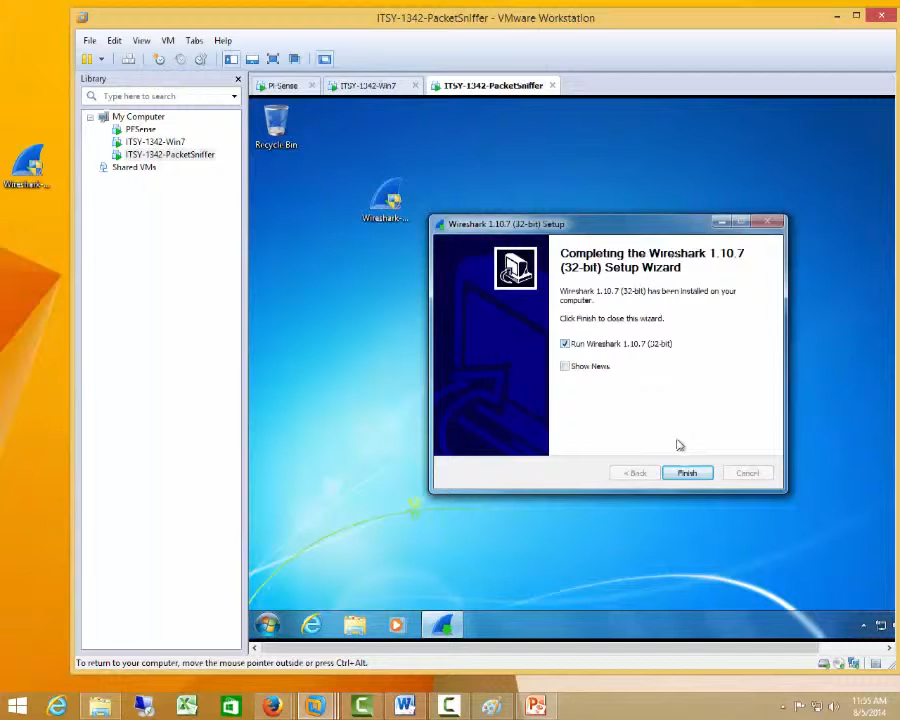 ITSY-1342-PacketSniffer - VMware Workstation
File Edit View VM Tabs Help
Library
Type here to search
My Computer
PFSense
ITSY-1342-Win7
ITSY-1342-PacketSniffer
Shared VMs
PFSense
ITSY-1342-Win7
ITSY-1342-PacketSniffer
Recycle Bin
Wireshark-...
Wireshark-...
Wireshark 1.10.7 (32-bit) Setup
Completing the Wireshark 1.10.7
(32-bit) Setup Wizard
Wireshark 1.10.7 (32-bit) has been installed on your
computer.
Click Finish to close this wizard.
Run Wireshark 1.10.7 (32-bit)
Show News
< Back Finish Cancel
To return to your computer, move the mouse pointer outside or press Ctrl+Alt.
11:55 AM
8/5/2014